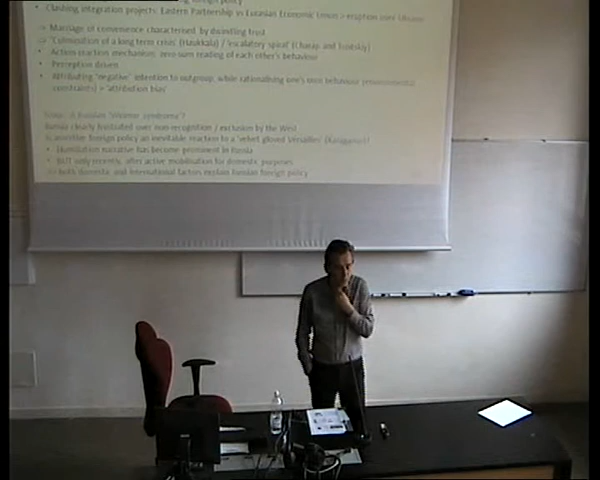 foreign policy
• Clashing integration projects: Eastern Partnership vs Eurasian Economic Union > eruption over Ukraine
⇒ Marriage of convenience characterised by dwindling trust
⇒ 'Culmination of a long term crisis' (Haukkala) / 'escalatory spiral' (Charap and Troitskiy)
• Action-reaction mechanism: zero-sum reading of each other's behaviour
• Perception driven
• Attributing 'negative' intention to outgroup, while rationalising one's own behaviour (environmental
constraints) = 'attribution bias'
'Versailles syndrome'?
Russia clearly frustrated over non-recognition / exclusion by the West
Is assertive foreign policy an inevitable reaction to a 'velvet gloved Versailles' (Karaganov)?
• Humiliation narrative has become prominent in Russia
• BUT only recently, after active mobilisation for domestic purposes
⇒ both domestic and international factors explain Russian foreign policy